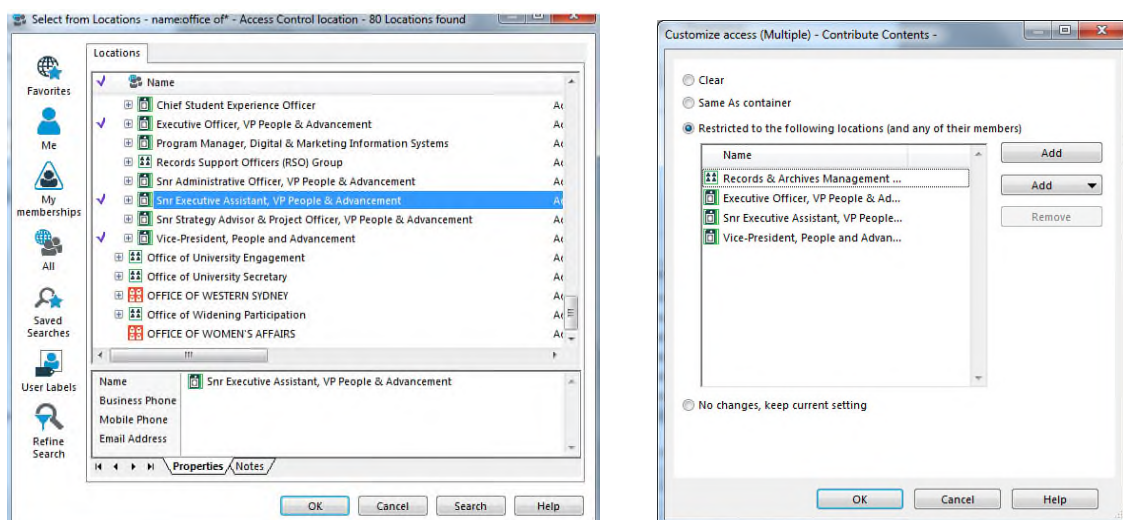 Select from Locations - name:office of* - Access Control location - 80 Locations found
Favorites
Me
My
memberships
All
Saved
Searches
User Labels
Refine
Search
Locations
Name
Chief Student Experience Officer
Executive Officer, VP People & Advancement
Program Manager, Digital & Marketing Information Systems
Records Support Officers (RSO) Group
Snr Administrative Officer, VP People & Advancement
Snr Executive Assistant, VP People & Advancement
Snr Strategy Advisor & Project Officer, VP People & Advancement
Vice-President, People and Advancement
Office of University Engagement
Office of University Secretary
OFFICE OF WESTERN SYDNEY
Office of Widening Participation
OFFICE OF WOMEN'S AFFAIRS
Name Snr Executive Assistant, VP People & Advancement
Business Phone
Mobile Phone
Email Address
Properties Notes
OK Cancel Search Help
Customize access (Multiple) - Contribute Contents -
Clear
Same As container
Restricted to the following locations (and any of their members)
Name
Records & Archives Management ...
Executive Officer, VP People & Ad...
Snr Executive Assistant, VP People...
Vice-President, People and Advan...
Add
Add
Remove
No changes, keep current setting
OK Cancel Help